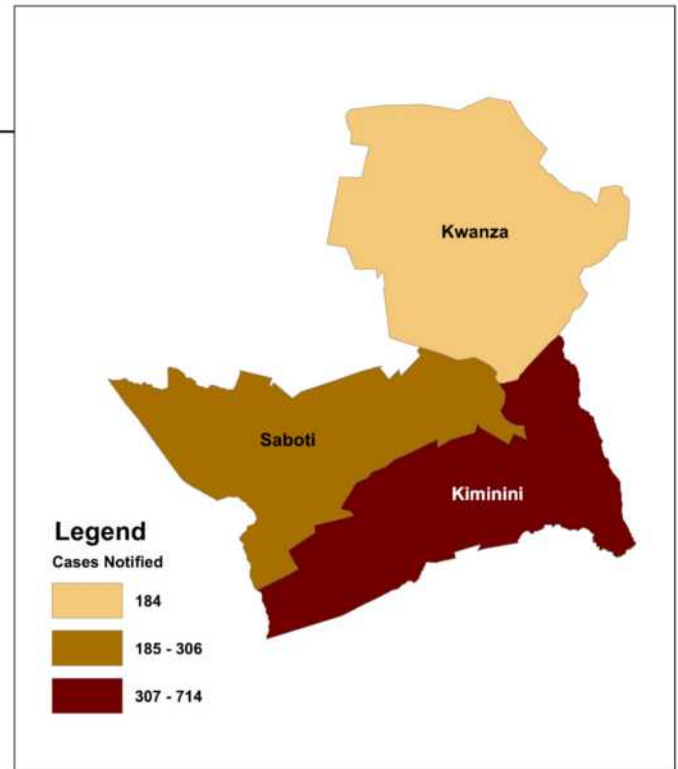 Kwanza
Saboti
Kiminini
Legend
Cases Notified
184
185 - 306
307 - 714